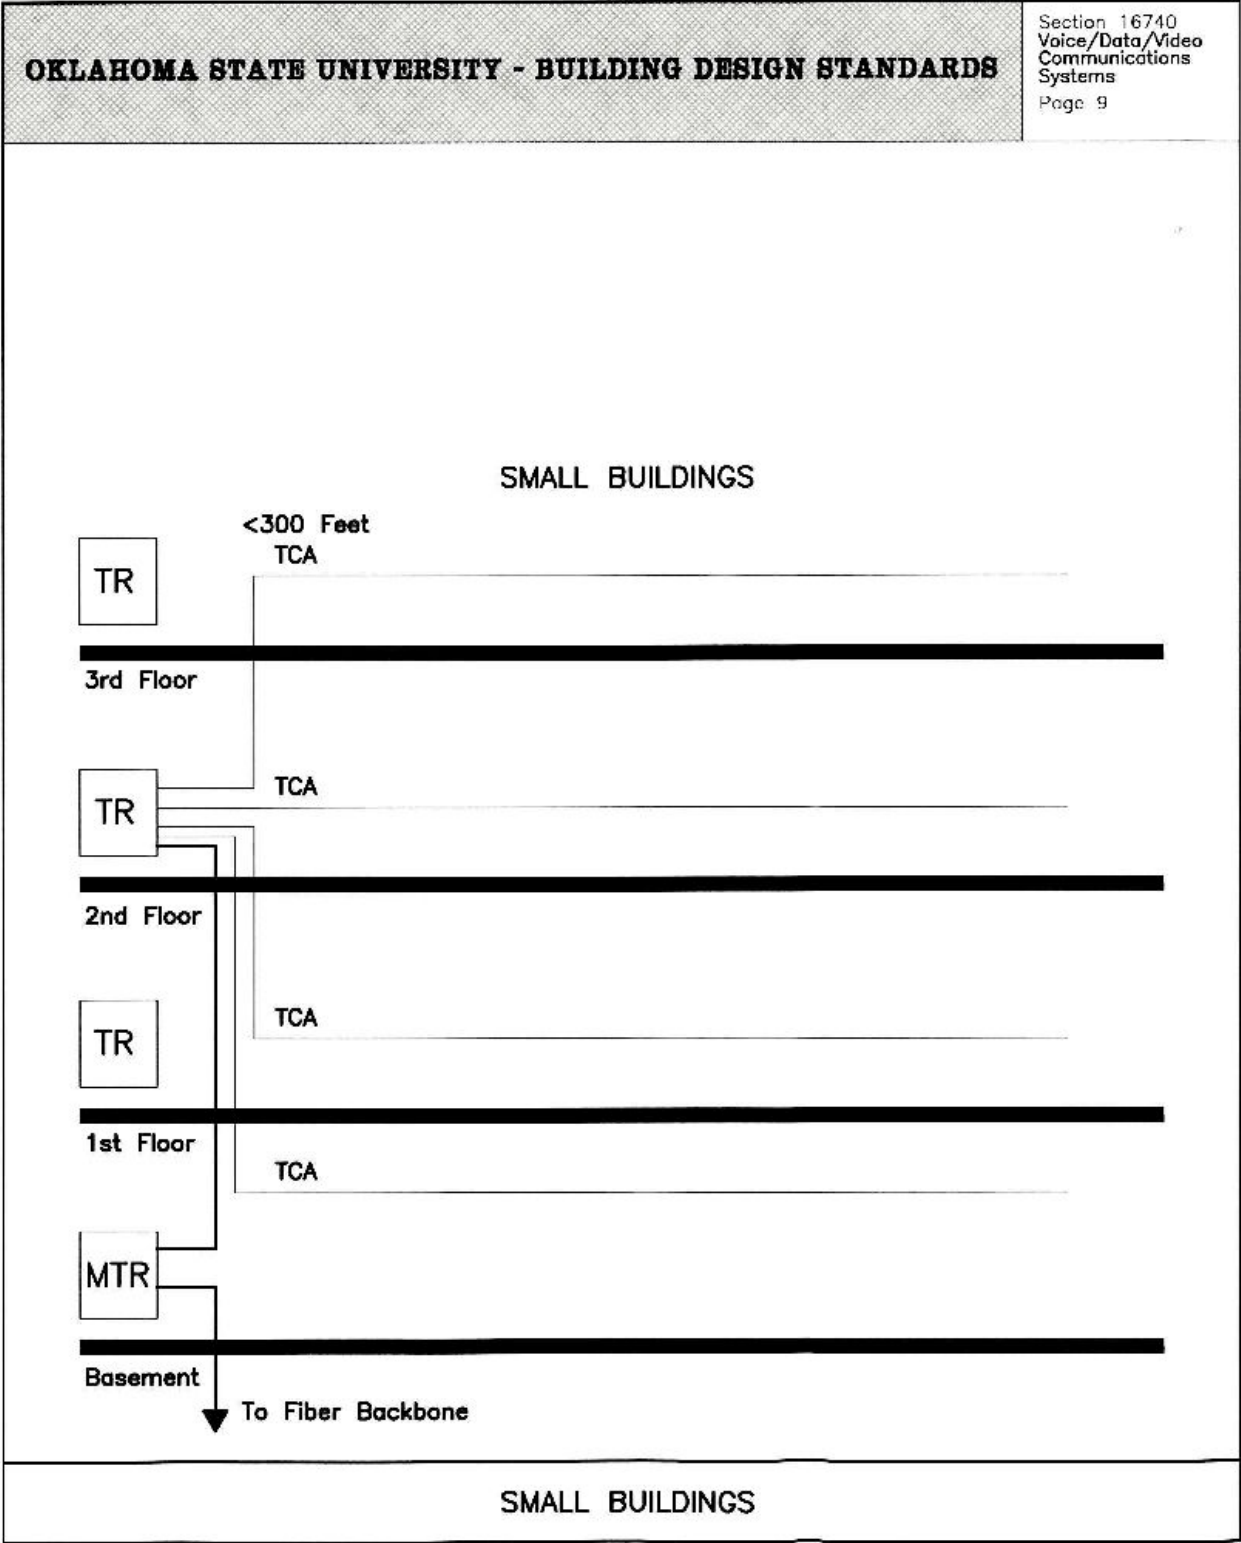 OKLAHOMA STATE UNIVERSITY - BUILDING DESIGN STANDARDS
Section 16740
Voice/Data/Video
Communications
Systems
Page 9
SMALL BUILDINGS
<300 Feet
TCA
TR
3rd Floor
TCA
TR
2nd Floor
TCA
TR
1st Floor
TCA
MTR
Basement
To Fiber Backbone
SMALL BUILDINGS